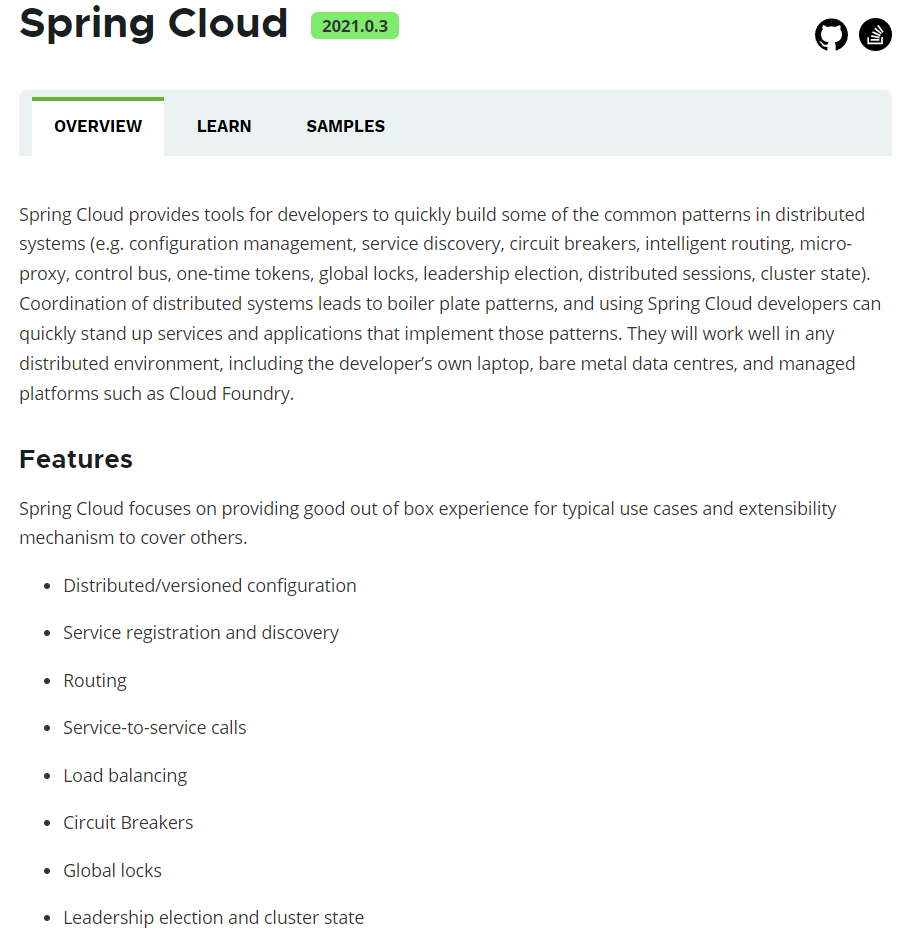 Spring Cloud 2021.0.3
OVERVIEW LEARN SAMPLES
Spring Cloud provides tools for developers to quickly build some of the common patterns in distributed
systems (e.g. configuration management, service discovery, circuit breakers, intelligent routing, micro-
proxy, control bus, one-time tokens, global locks, leadership election, distributed sessions, cluster state).
Coordination of distributed systems leads to boiler plate patterns, and using Spring Cloud developers can
quickly stand up services and applications that implement those patterns. They will work well in any
distributed environment, including the developer’s own laptop, bare metal data centres, and managed
platforms such as Cloud Foundry.
Features
Spring Cloud focuses on providing good out of box experience for typical use cases and extensibility
mechanism to cover others.
• Distributed/versioned configuration
• Service registration and discovery
• Routing
• Service-to-service calls
• Load balancing
• Circuit Breakers
• Global locks
• Leadership election and cluster state